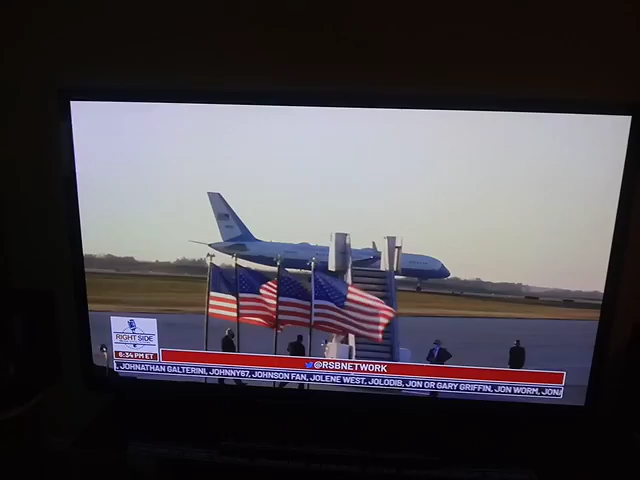 RIGHT SIDE
6:34 PM ET
@RSBNETWORK
, JOHNATHAN GALTERINI, JOHNNY67, JOHNSON FAN, JOLENE WEST, JOLODIB, JON OR GARY GRIFFIN, JON WORM, JON